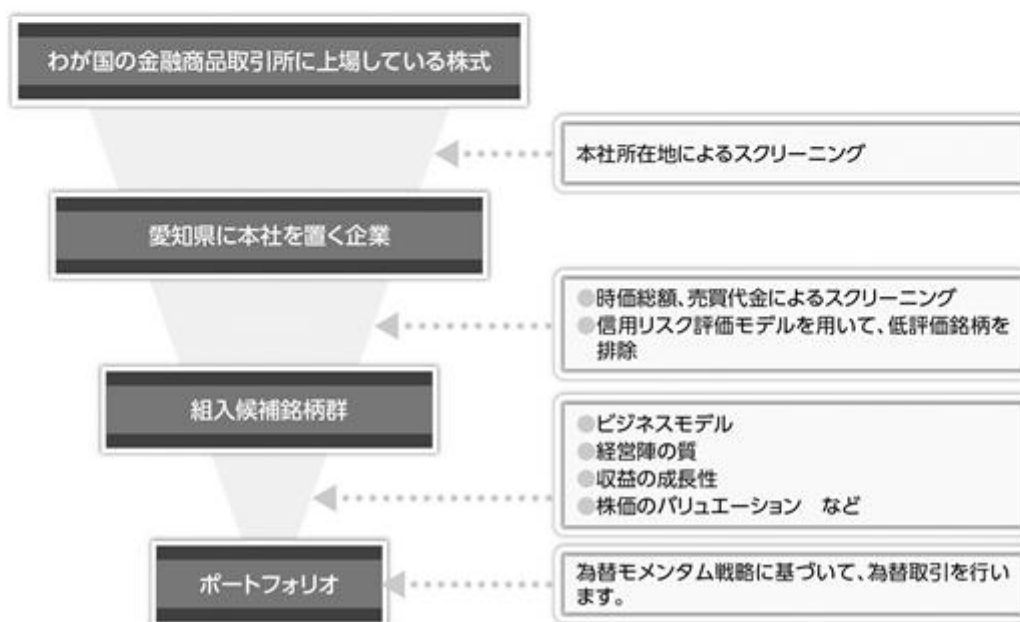 わが国の金融商品取引所に上場している株式
本社所在地によるスクリーニング
愛知県に本社を置く企業
●時価総額、売買代金によるスクリーニング
●信用リスク評価モデルを用いて、低評価銘柄を
排除
組入候補銘柄群
●ビジネスモデル
●経営陣の質
●収益の成長性
●株価のバリュエーション　など
ポートフォリオ
為替モメンタム戦略に基づいて、為替取引を行い
ます。